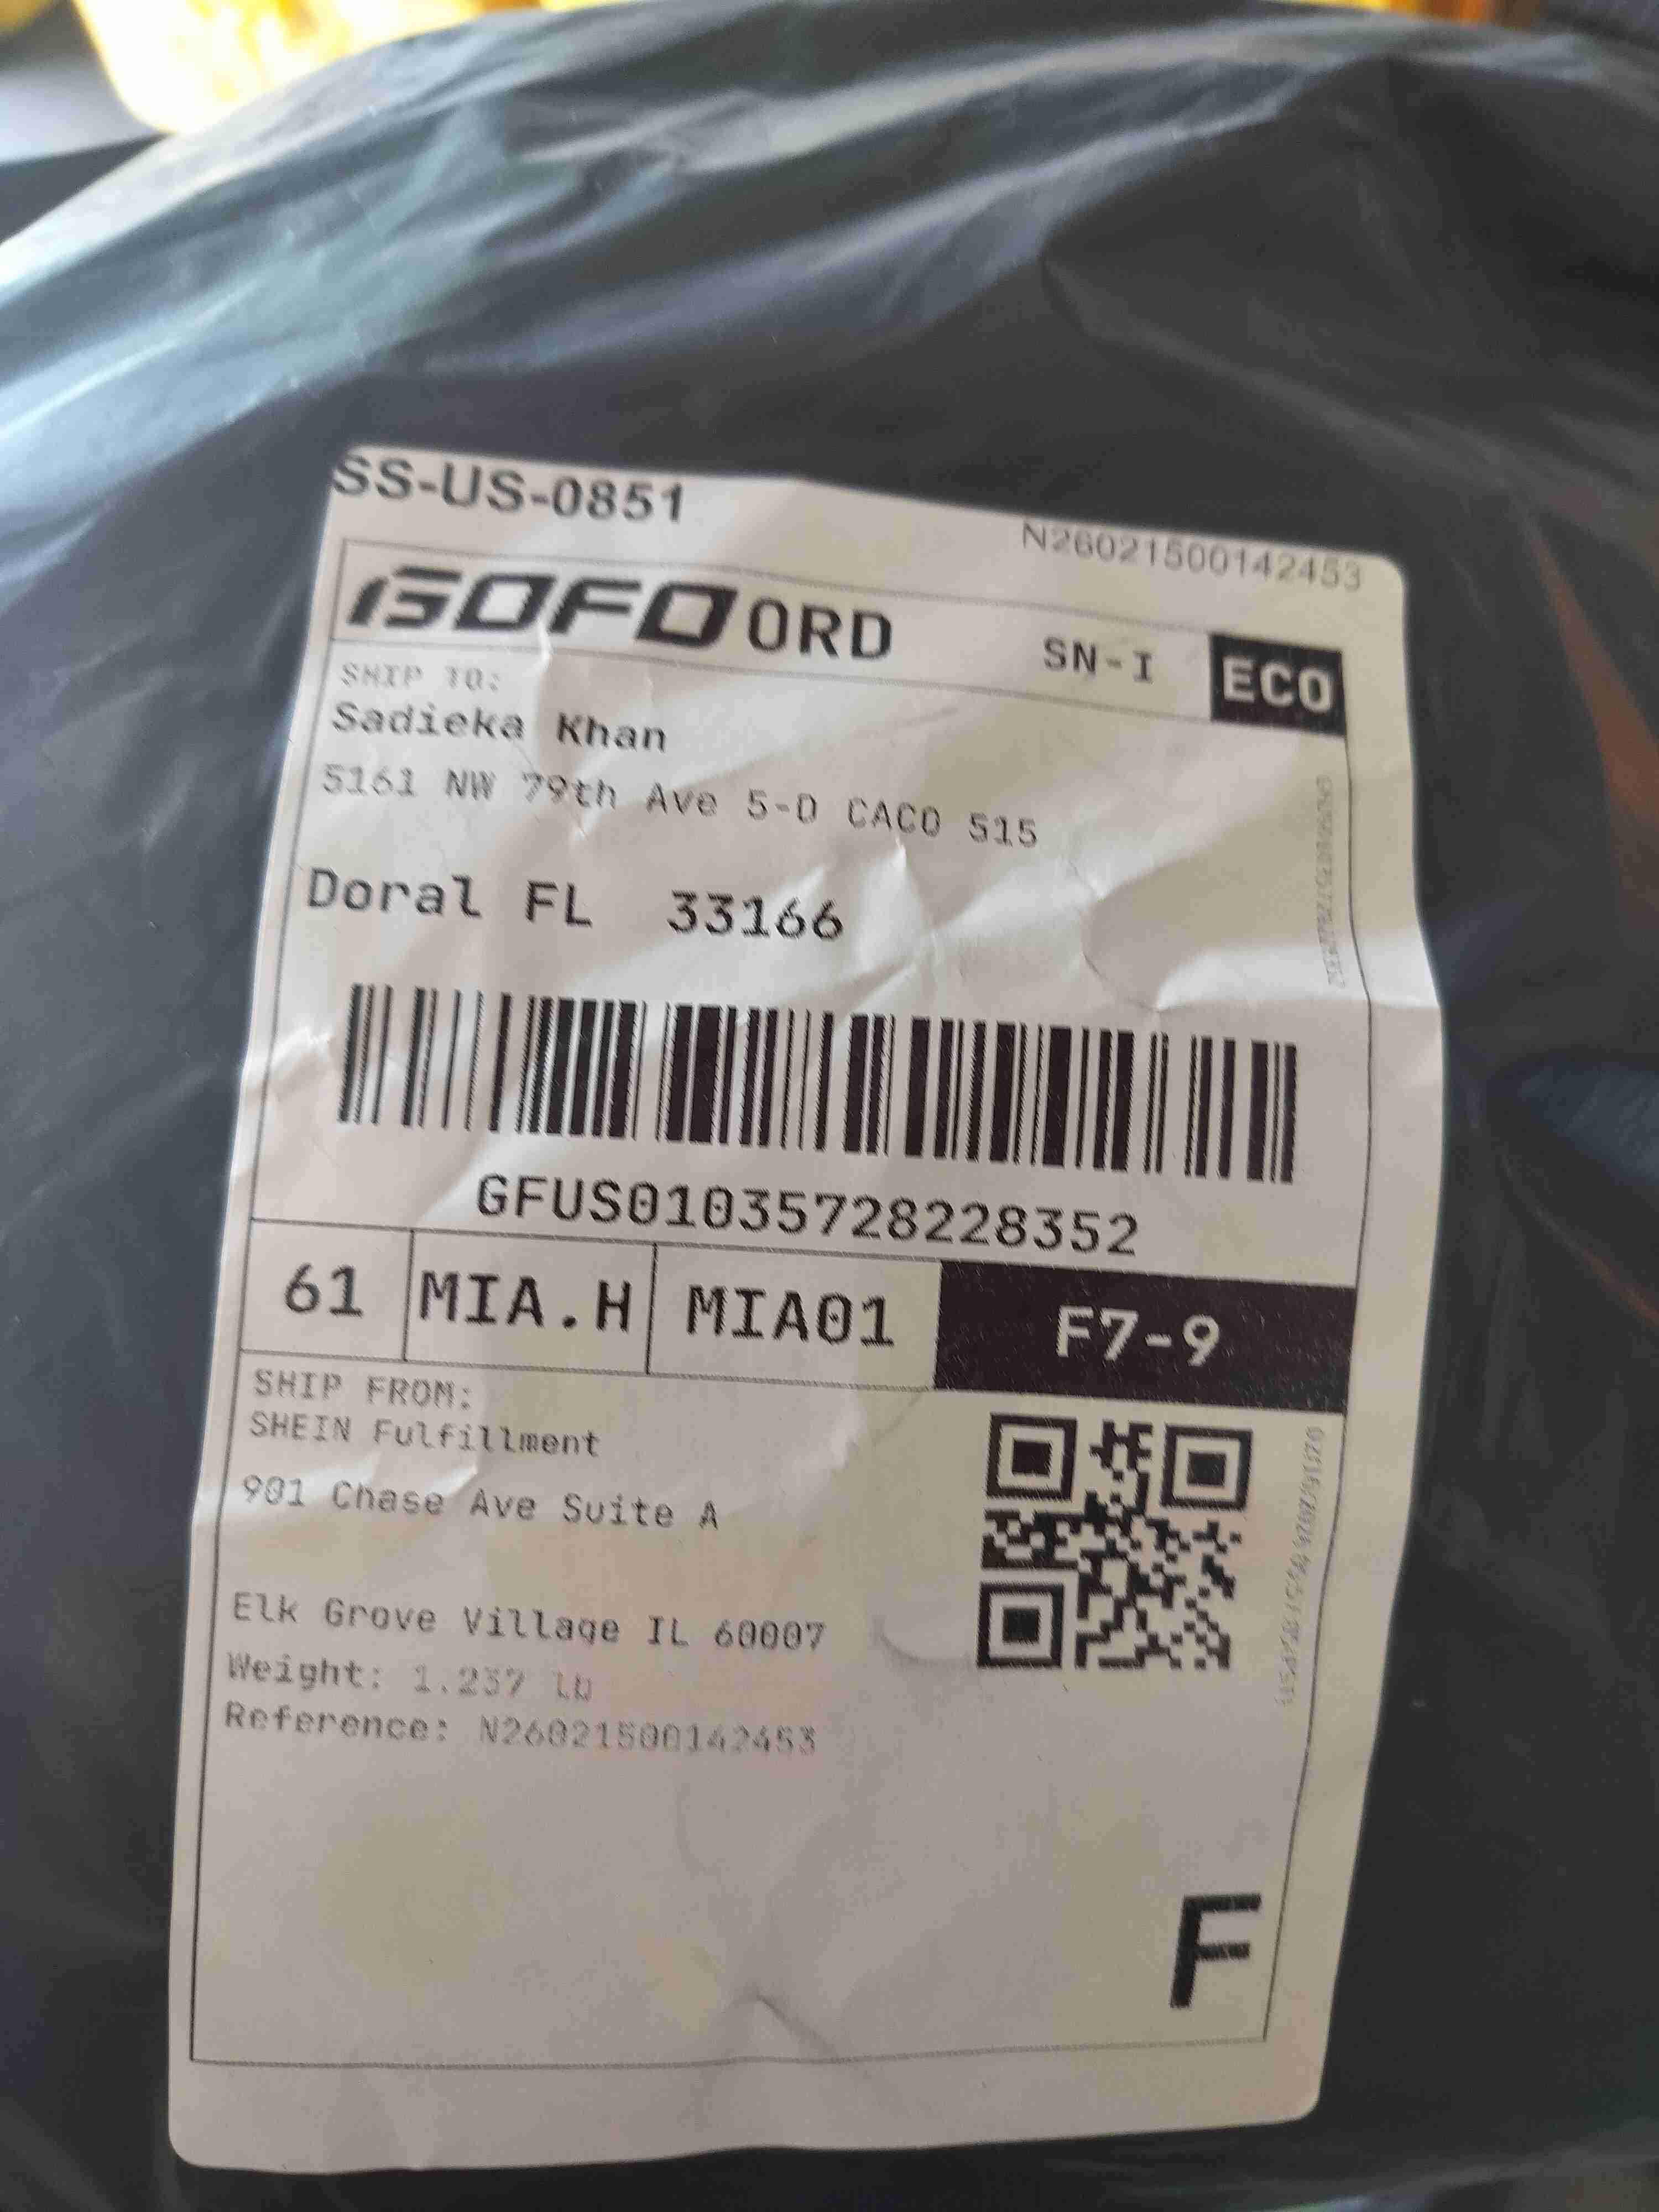 SS-US-0851
N26021500142453
GOFO ORD SN-I ECO
SHIP TO:
Sadieka Khan
5161 NW 79th Ave 5-D CACO 515
Doral FL 33166
GFUS01035728228352
61 MIA.H MIA01 F7-9
SHIP FROM:
SHEIN Fulfillment
901 Chase Ave Suite A
Elk Grove Village IL 60007
Weight: 1.237 lb
Reference: N26021500142453
F